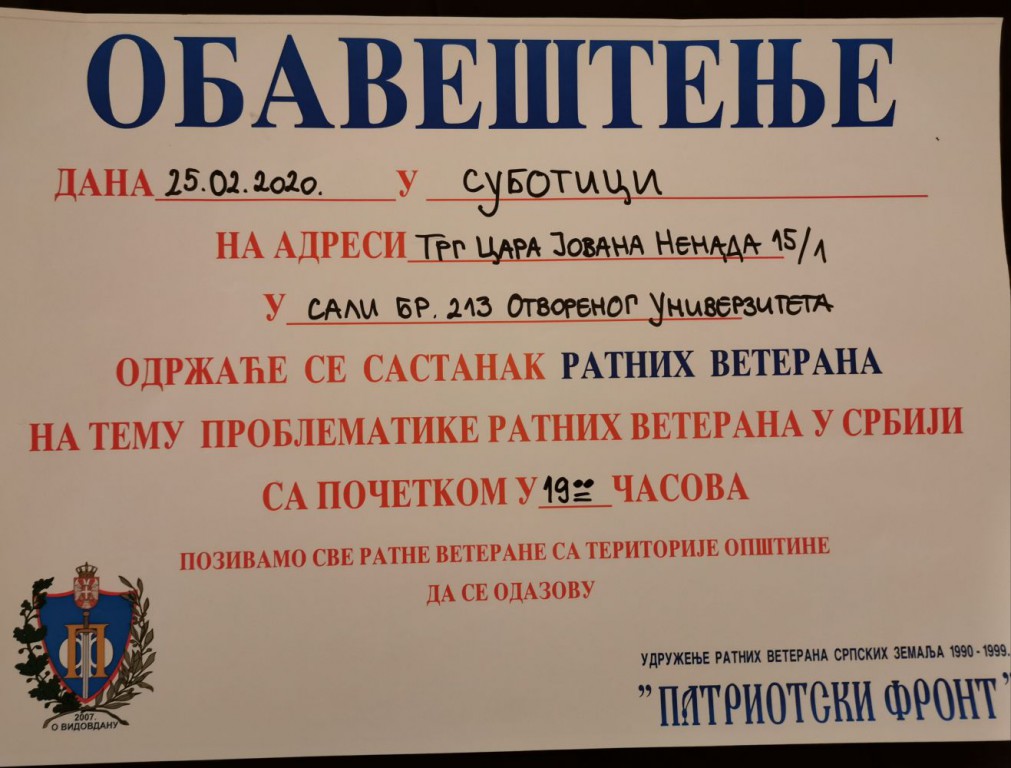 ОБАВЕШТЕЊЕ
ДАНА 25.02.2020. У СУБОТИЦИ
НА АДРЕСИ ТРГ ЦАРА ЈОВАНА НЕНАДА 15/1
У САЛИ БР. 213 ОТВОРЕНОГ УНИВЕРЗИТЕТА
ОДРЖАЋЕ СЕ САСТАНАК РАТНИХ ВЕТЕРАНА
НА ТЕМУ ПРОБЛЕМАТИКЕ РАТНИХ ВЕТЕРАНА У СРБИЈИ
СА ПОЧЕТКОМ У 19⁰⁰ ЧАСОВА
ПОЗИВАМО СВЕ РАТНЕ ВЕТЕРАНЕ СА ТЕРИТОРИЈЕ ОПШТИНЕ
ДА СЕ ОДАЗОВУ
П Ф
2007.
О ВИДОВДАНУ
УДРУЖЕЊЕ РАТНИХ ВЕТЕРАНА СРПСКИХ ЗЕМАЉА 1990-1999.
"ПАТРИОТСКИ ФРОНТ"